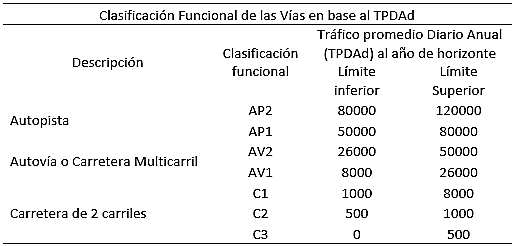 Clasificación Funcional de las Vías en base al TPDAd
Descripción Clasificación funcional Tráfico promedio Diario Anual (TPDAd) al año de horizonte
Límite inferior Límite Superior
Autopista AP2 80000 120000
AP1 50000 80000
Autovía o Carretera Multicarril AV2 26000 50000
AV1 8000 26000
Carretera de 2 carriles C1 1000 8000
C2 500 1000
C3 0 500